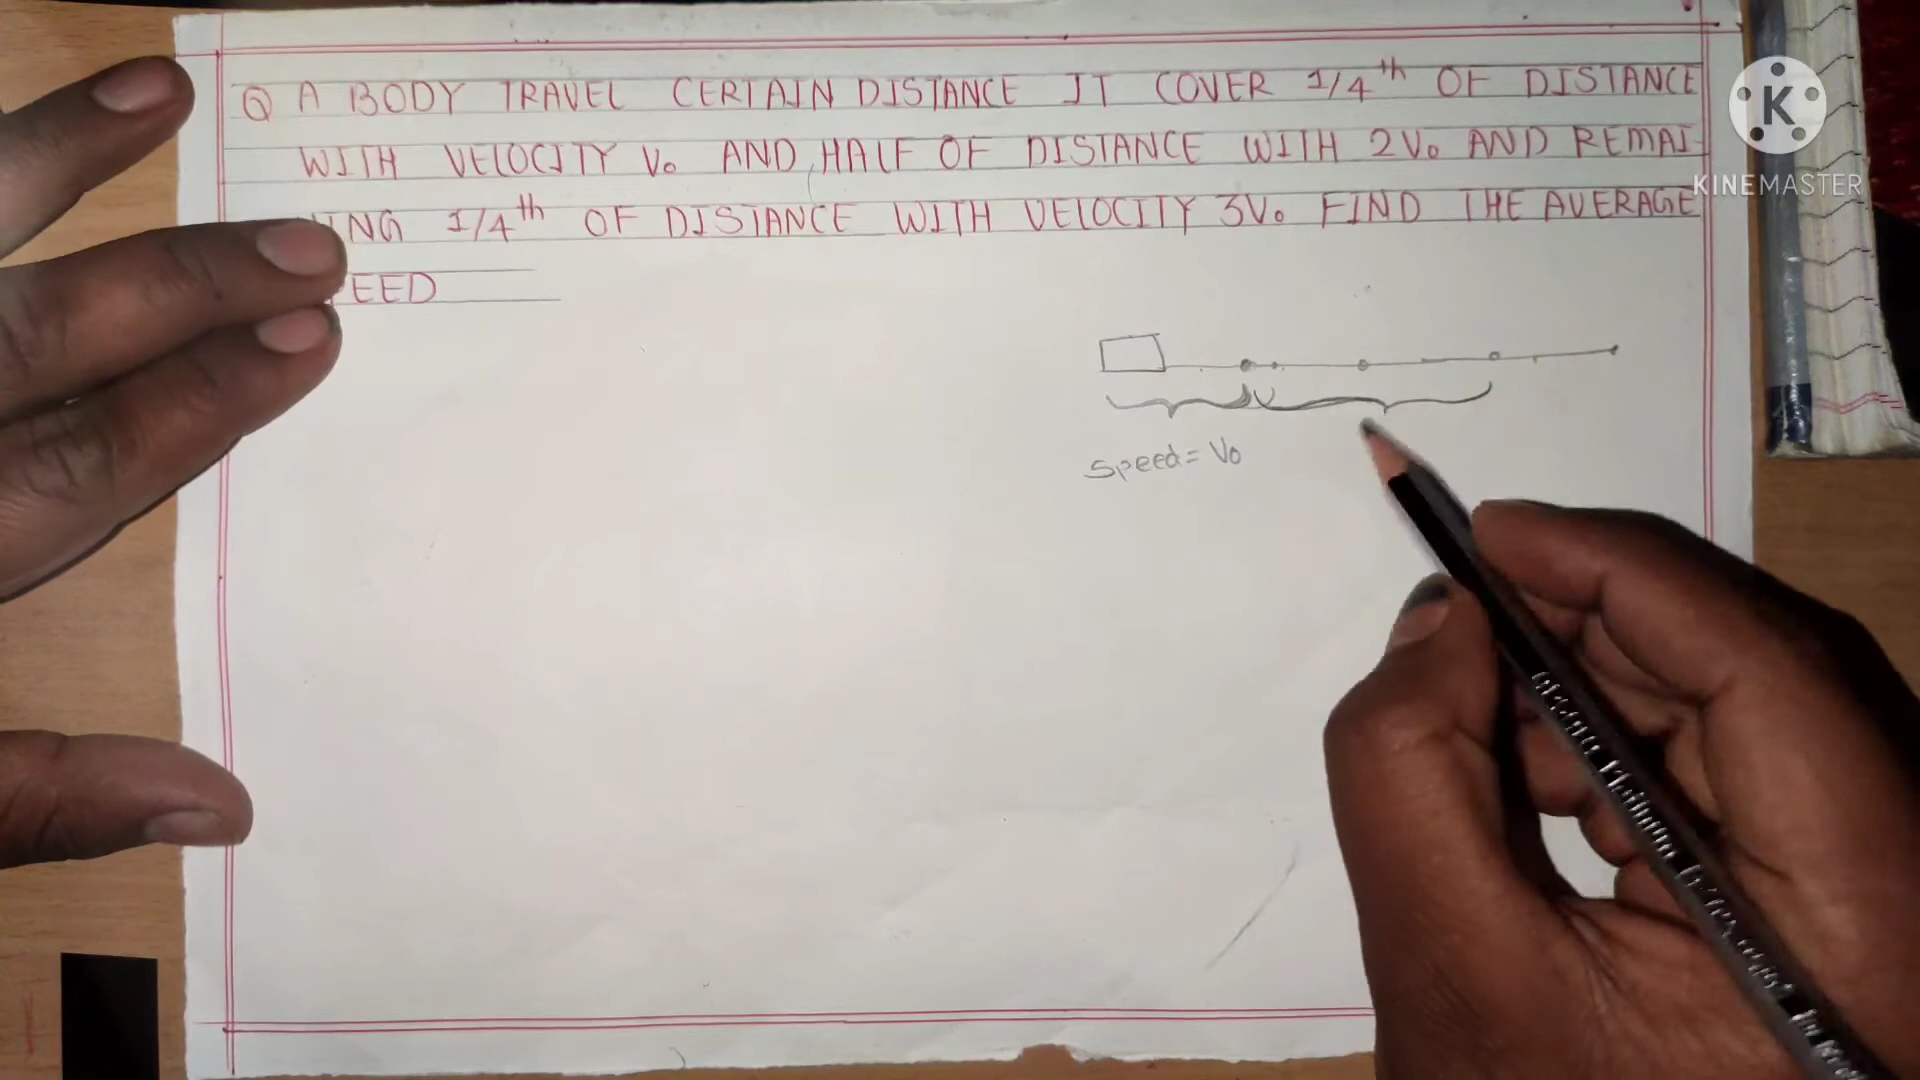 Q A BODY TRAVEL CERTAIN DISTANCE IT COVER 1/4th OF DISTANCE
WITH VELOCITY V₀ AND HALF OF DISTANCE WITH 2V₀ AND REMAI-
NG 1/4th OF DISTANCE WITH VELOCITY 3V₀ FIND THE AVERAGE
EED
Speed = V₀
K
KINEMASTER